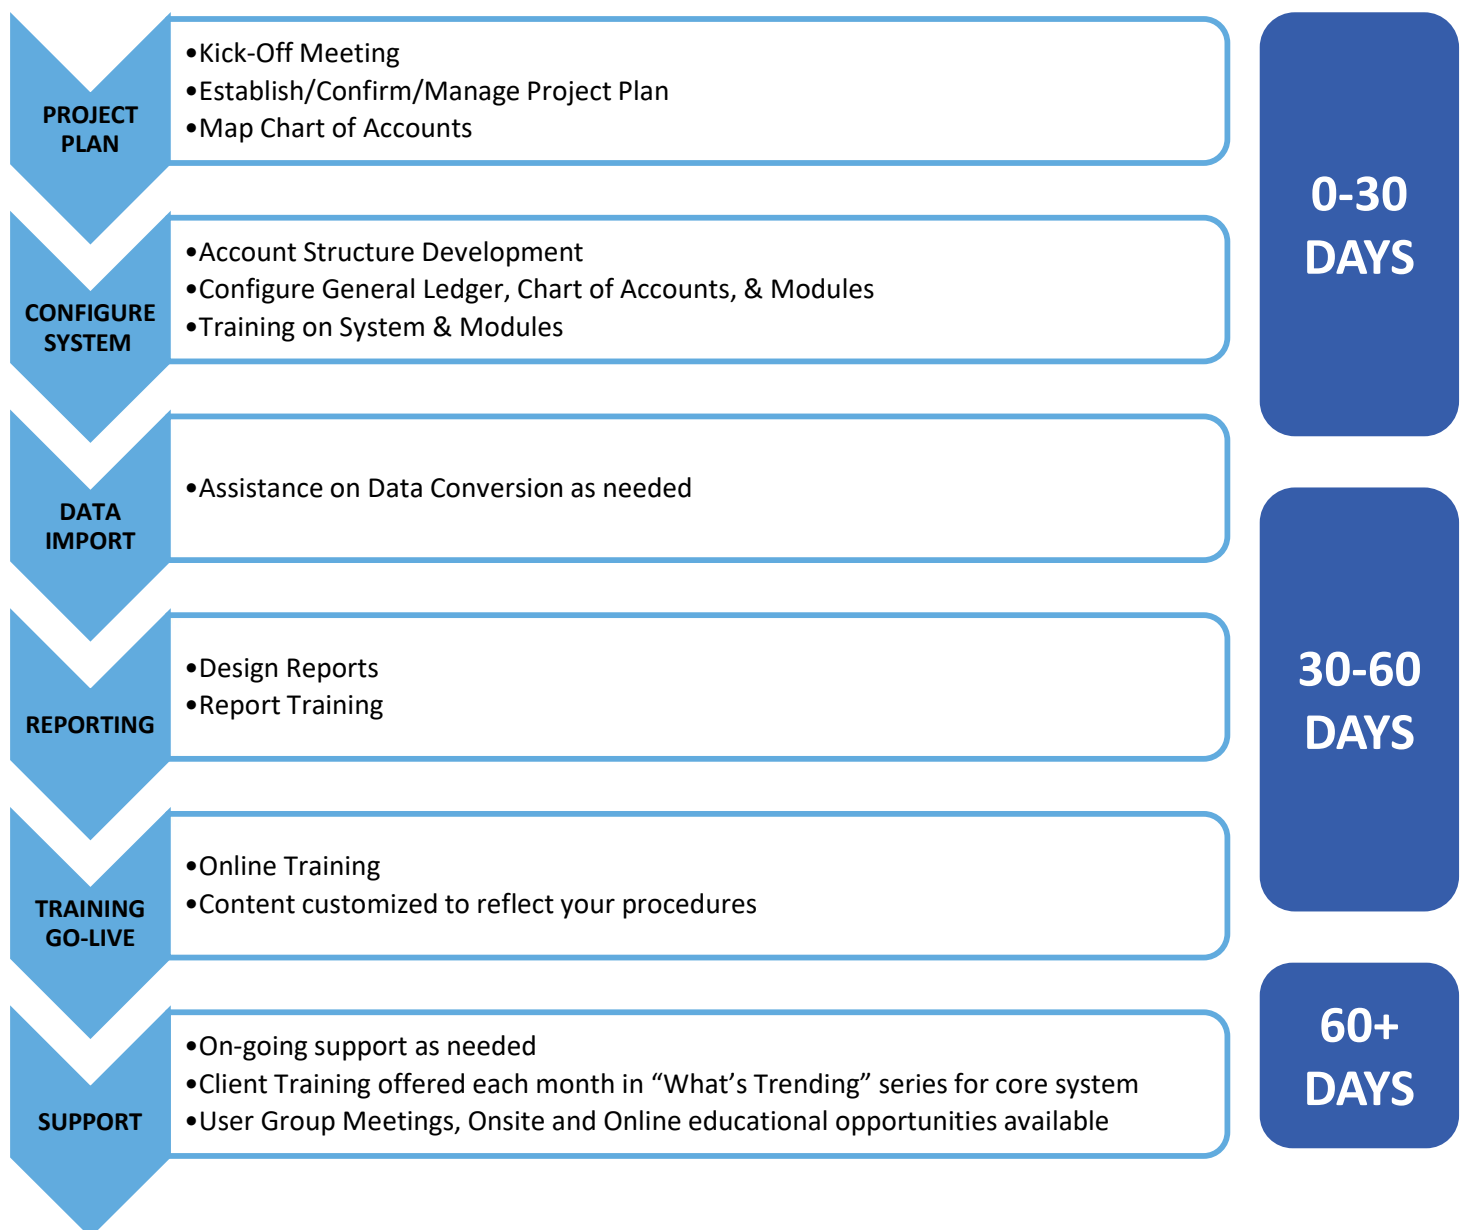 PROJECT
PLAN
•Kick-Off Meeting
•Establish/Confirm/Manage Project Plan
•Map Chart of Accounts
CONFIGURE
SYSTEM
•Account Structure Development
•Configure General Ledger, Chart of Accounts, & Modules
•Training on System & Modules
0-30
DAYS
DATA
IMPORT
•Assistance on Data Conversion as needed
REPORTING
•Design Reports
•Report Training
TRAINING
GO-LIVE
•Online Training
•Content customized to reflect your procedures
30-60
DAYS
SUPPORT
•On-going support as needed
•Client Training offered each month in “What’s Trending” series for core system
•User Group Meetings, Onsite and Online educational opportunities available
60+
DAYS